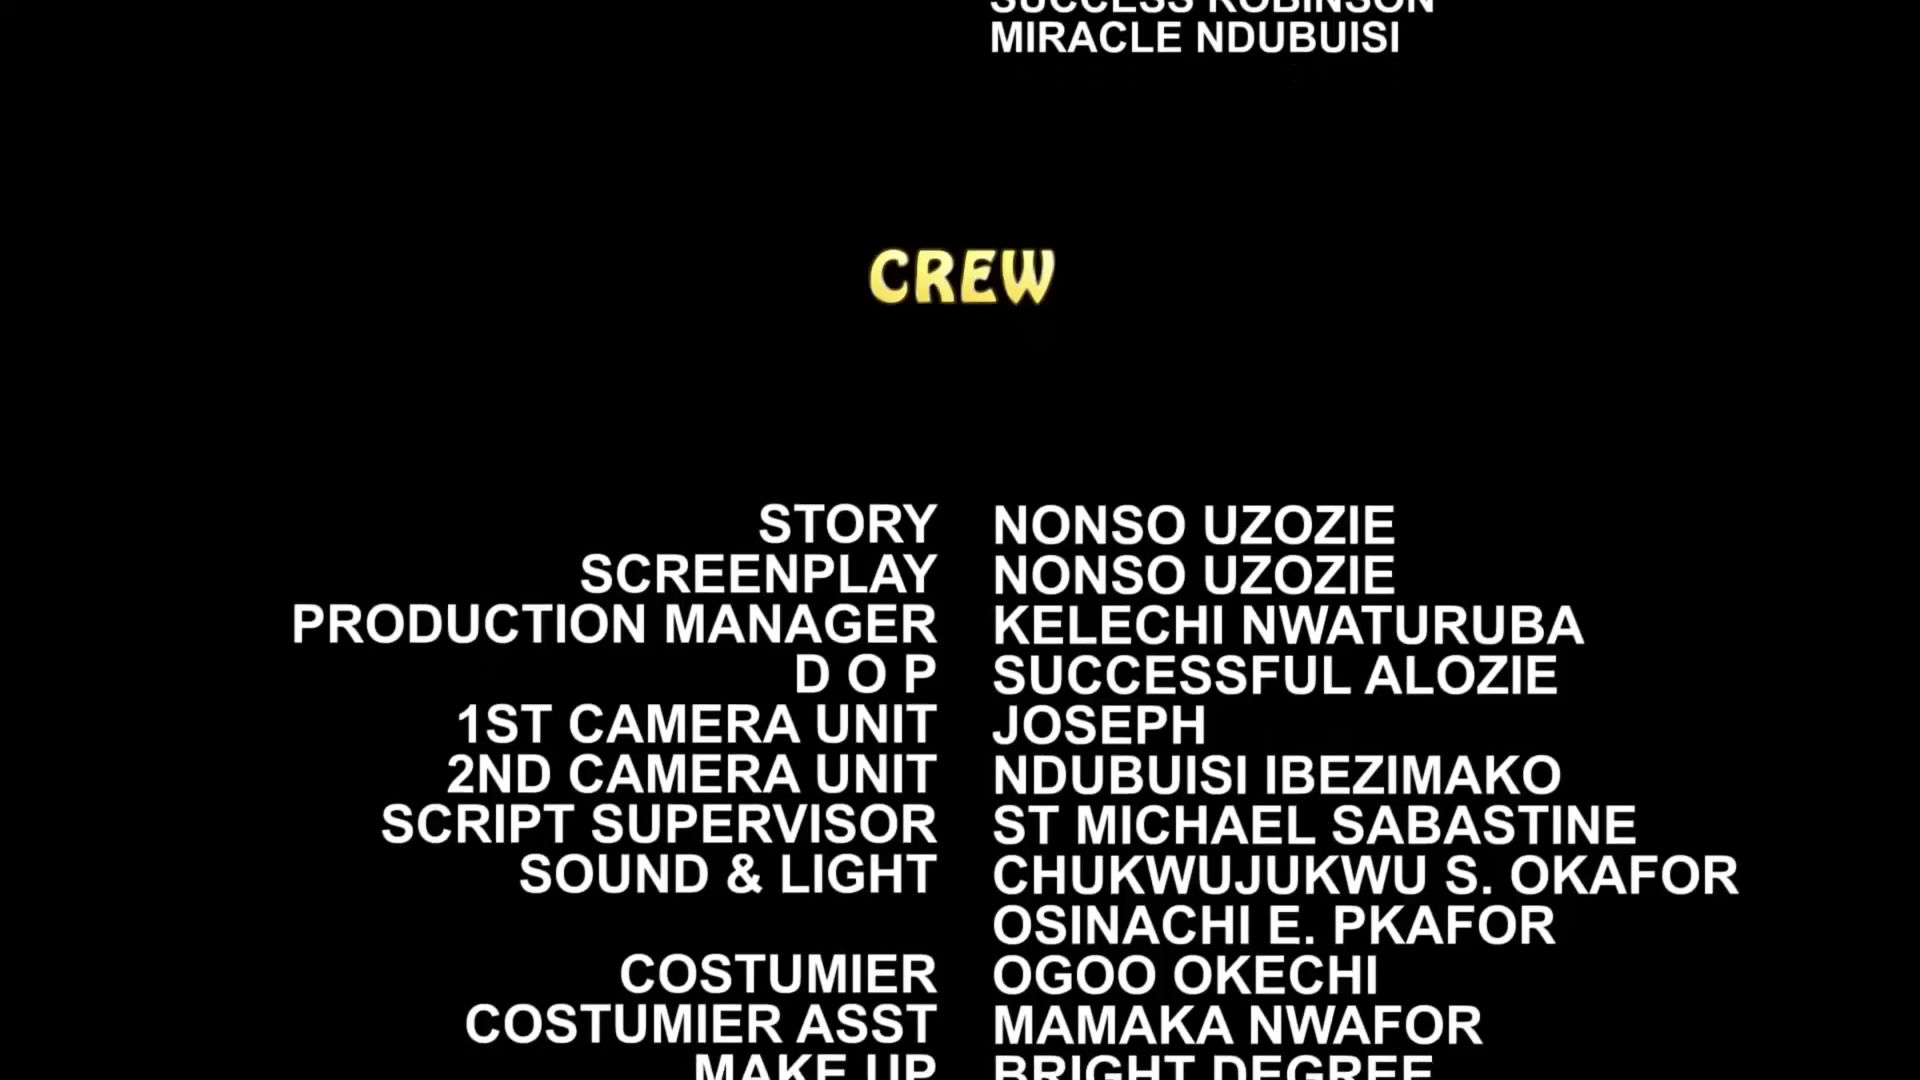 SUCCESS ROBINSON
MIRACLE NDUBUISI
CREW
STORY NONSO UZOZIE
SCREENPLAY NONSO UZOZIE
PRODUCTION MANAGER KELECHI NWATURUBA
D O P SUCCESSFUL ALOZIE
1ST CAMERA UNIT JOSEPH
2ND CAMERA UNIT NDUBUISI IBEZIMAKO
SCRIPT SUPERVISOR ST MICHAEL SABASTINE
SOUND & LIGHT CHUKWUJUKWU S. OKAFOR
OSINACHI E. PKAFOR
COSTUMIER OGOO OKECHI
COSTUMIER ASST MAMAKA NWAFOR
MAKE UP BRIGHT DEGREE